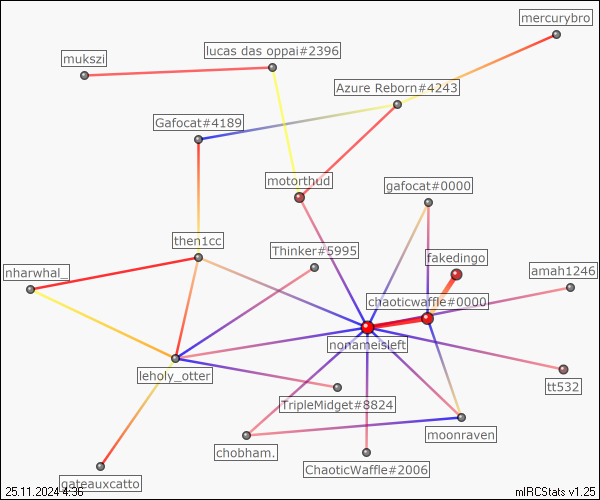 mercurybro
lucas das oppai#2396
mukszi
Azure Reborn#4243
Gafocat#4189
motorthud
gafocat#0000
then1cc
Thinker#5995
fakedingo
nharwhal_
amah1246
chaoticwaffle#0000
nonameisleft
leholy_otter
tt532
TripleMidget#8824
moonraven
chobham.
ChaoticWaffle#2006
gateauxcatto
25.11.2024 4:36
mIRCStats v1.25